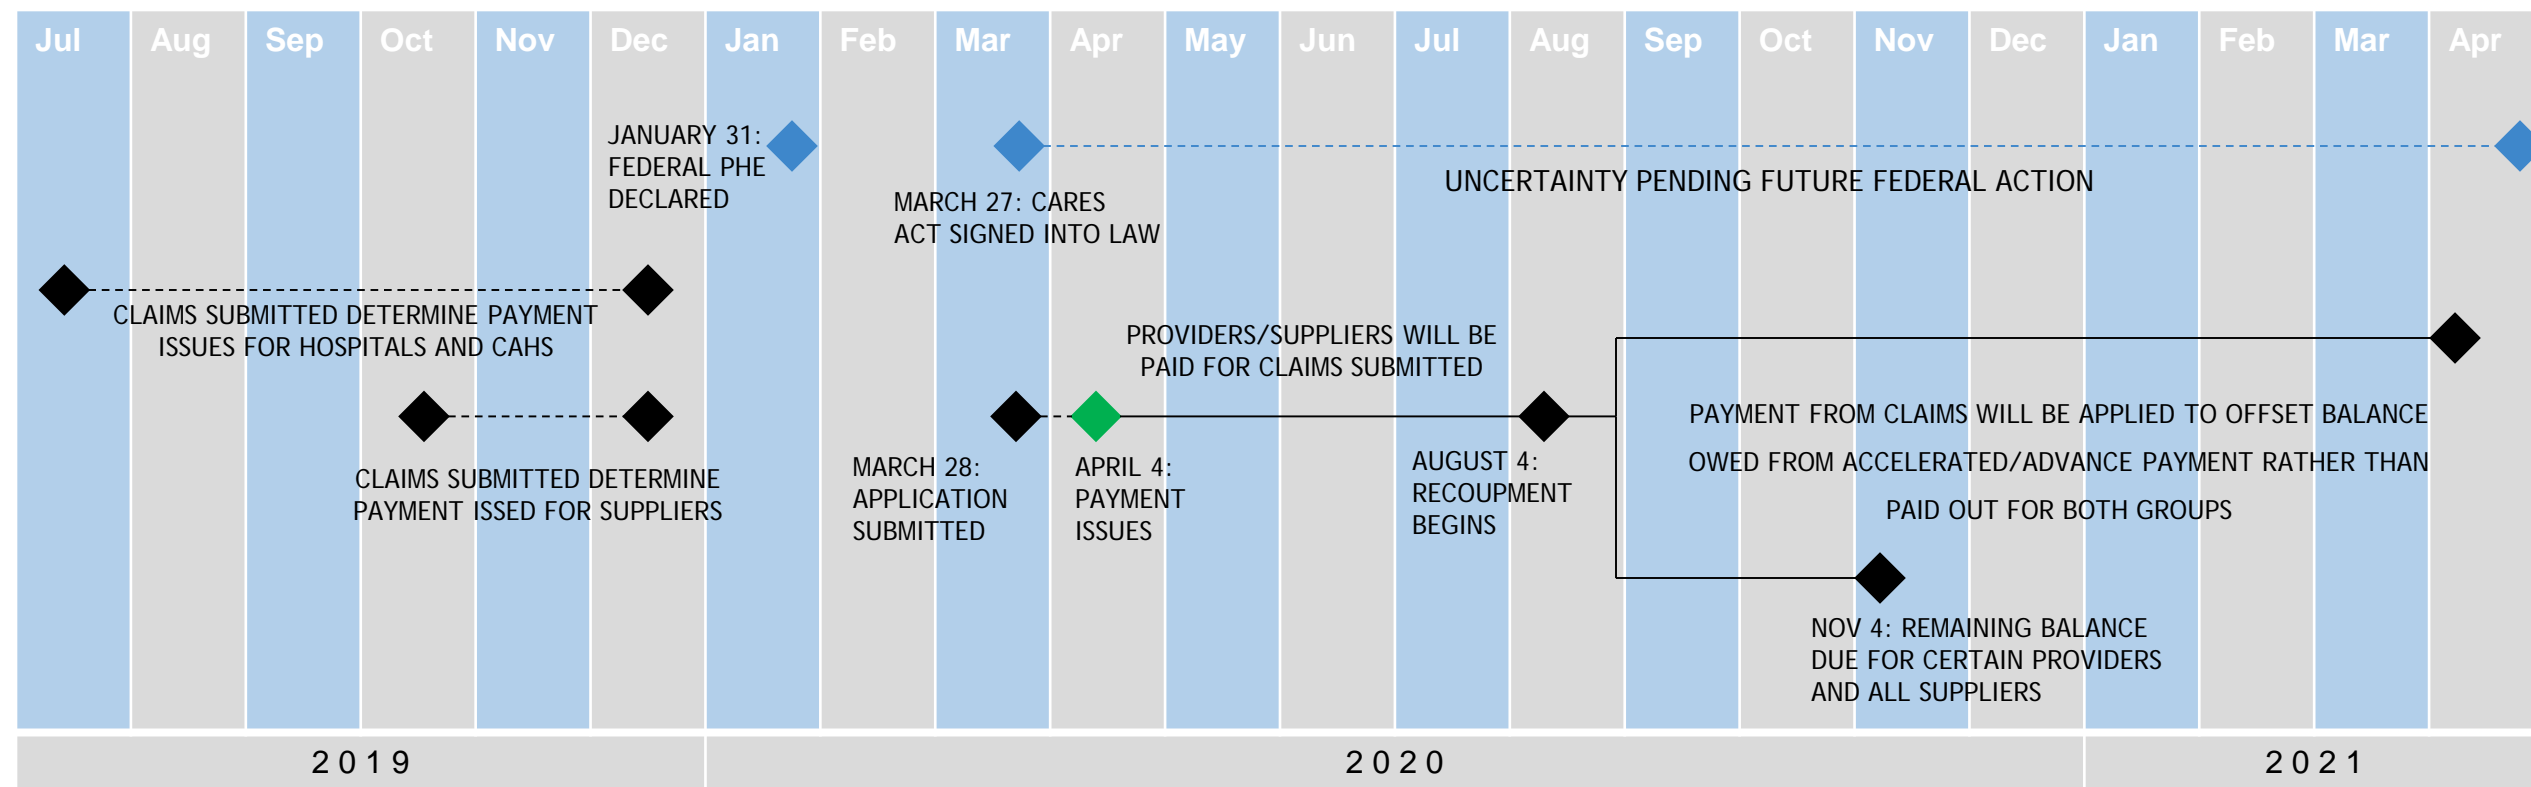 Jul Aug Sep Oct Nov Dec Jan Feb Mar Apr May Jun Jul Aug Sep Oct Nov Dec Jan Feb Mar Apr
JANUARY 31:
FEDERAL PHE
DECLARED
MARCH 27: CARES
ACT SIGNED INTO LAW
UNCERTAINTY PENDING FUTURE FEDERAL ACTION
CLAIMS SUBMITTED DETERMINE PAYMENT
ISSUES FOR HOSPITALS AND CAHS
PROVIDERS/SUPPLIERS WILL BE
PAID FOR CLAIMS SUBMITTED
CLAIMS SUBMITTED DETERMINE
PAYMENT ISSED FOR SUPPLIERS
MARCH 28:
APPLICATION
SUBMITTED
APRIL 4:
PAYMENT
ISSUES
AUGUST 4:
RECOUPMENT
BEGINS
PAYMENT FROM CLAIMS WILL BE APPLIED TO OFFSET BALANCE
OWED FROM ACCELERATED/ADVANCE PAYMENT RATHER THAN
PAID OUT FOR BOTH GROUPS
NOV 4: REMAINING BALANCE
DUE FOR CERTAIN PROVIDERS
AND ALL SUPPLIERS
2019 2020 2021